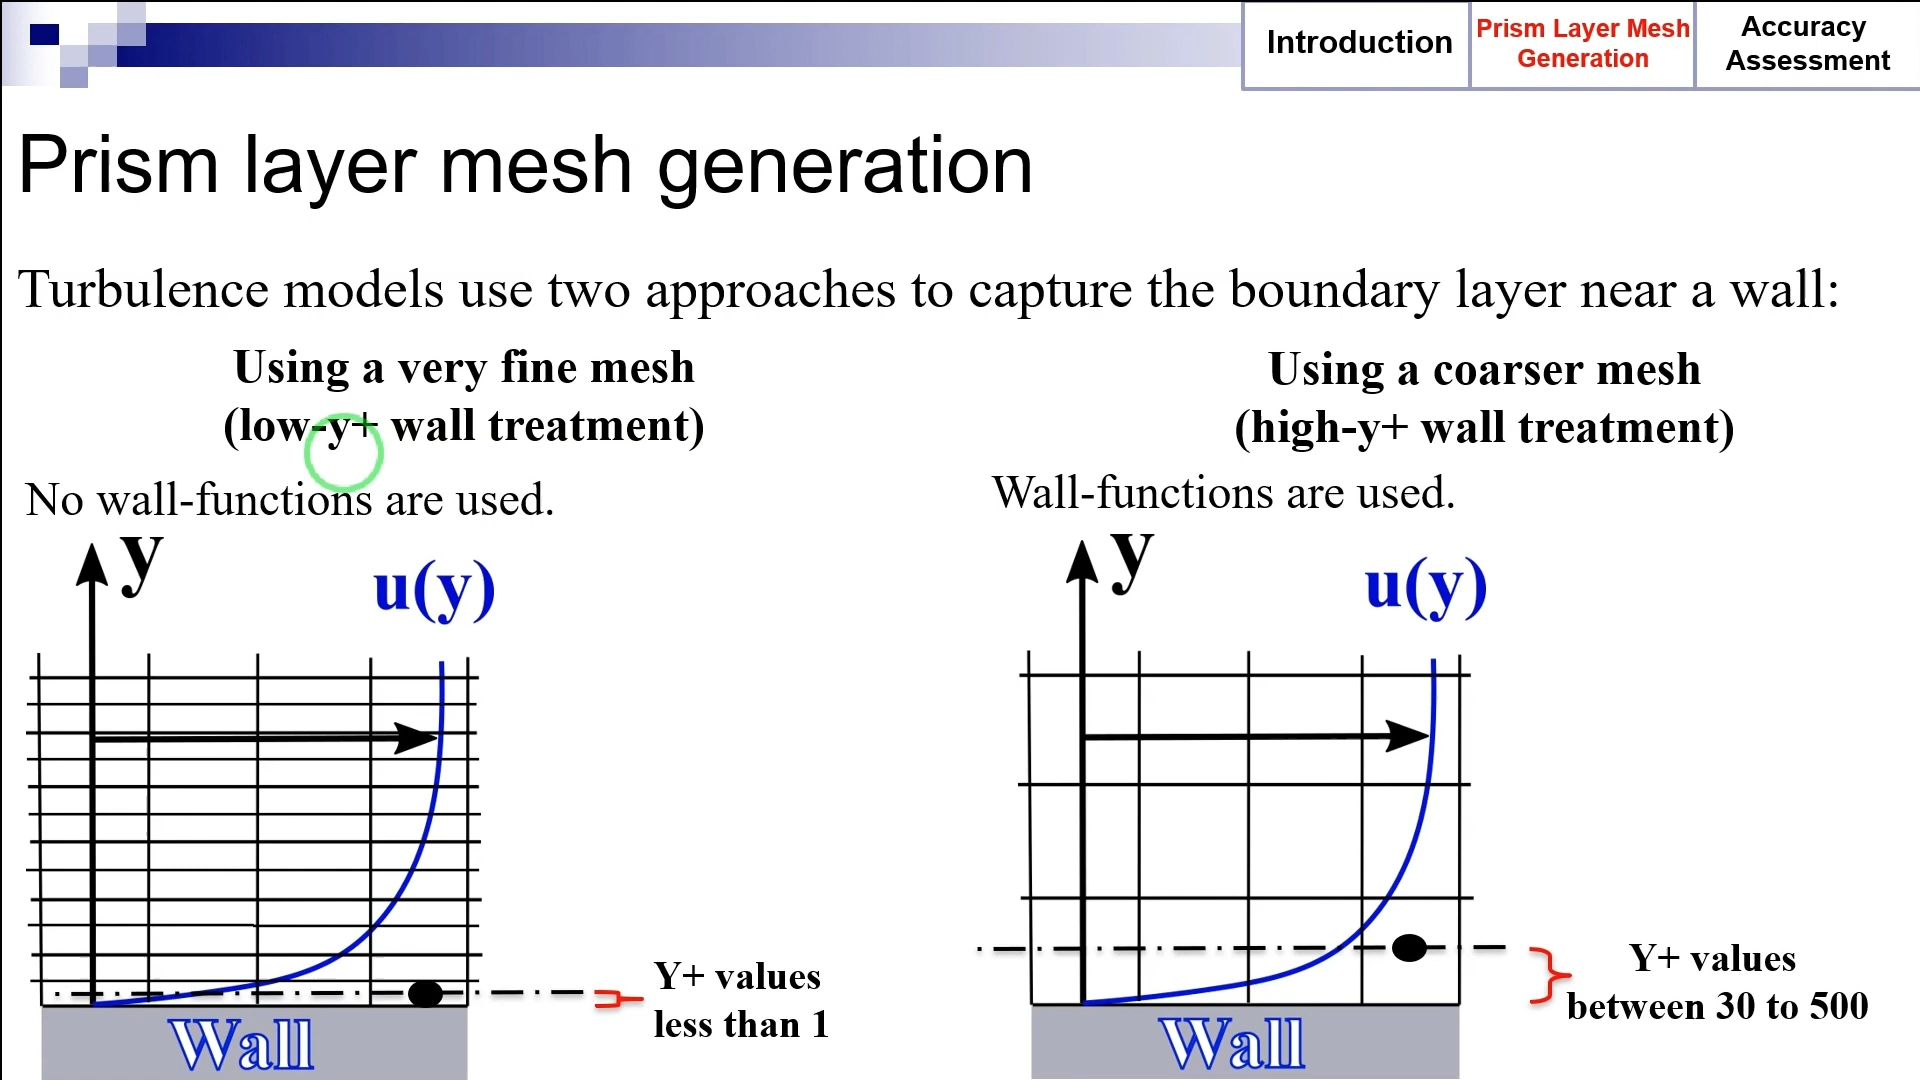 Introduction
Prism Layer Mesh
Generation
Accuracy
Assessment
Prism layer mesh generation
Turbulence models use two approaches to capture the boundary layer near a wall:
Using a very fine mesh
(low-y+ wall treatment)
No wall-functions are used.
y
u(y)
Y+ values
less than 1
Wall
Using a coarser mesh
(high-y+ wall treatment)
Wall-functions are used.
y
u(y)
Y+ values
between 30 to 500
Wall